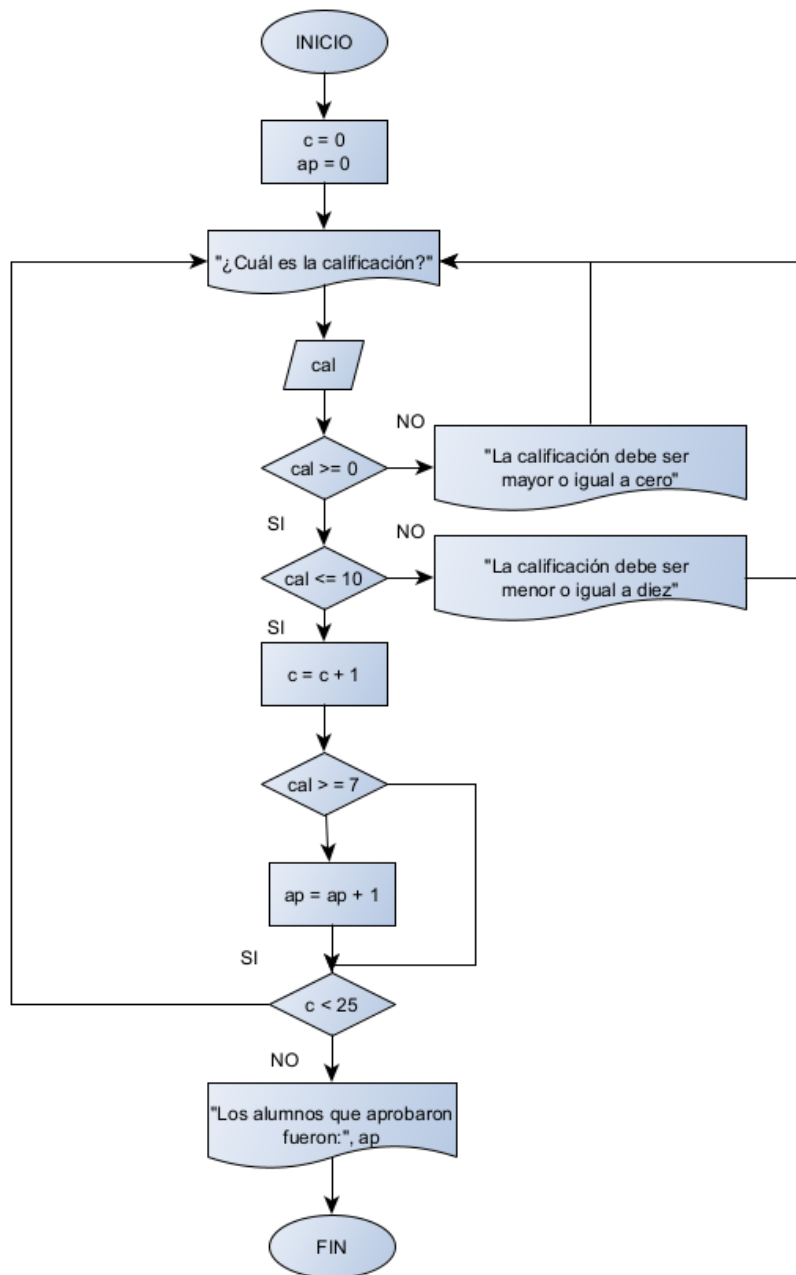 INICIO
c = 0
ap = 0
"¿Cuál es la calificación?"
cal
NO
cal >= 0
"La calificación debe ser
mayor o igual a cero"
SI
NO
cal <= 10
"La calificación debe ser
menor o igual a diez"
SI
c = c + 1
cal > = 7
ap = ap + 1
SI
c < 25
NO
"Los alumnos que aprobaron
fueron:", ap
FIN